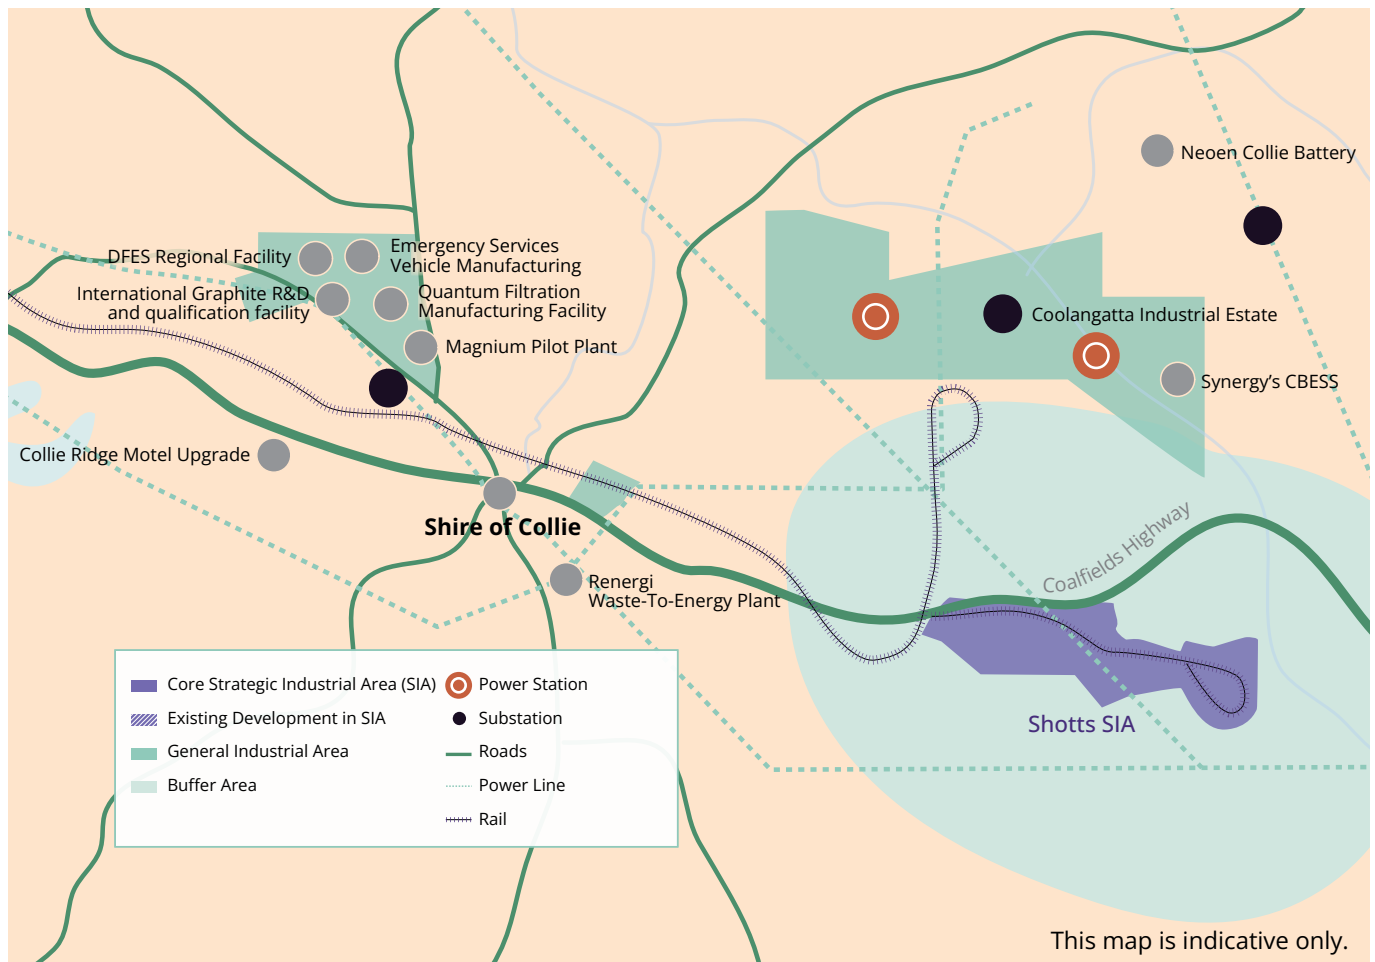 Neoen Collie Battery
DFES Regional Facility
Emergency Services
Vehicle Manufacturing
International Graphite R&D
and qualification facility
Quantum Filtration
Manufacturing Facility
Magnium Pilot Plant
Coolangatta Industrial Estate
Synergy’s CBESS
Collie Ridge Motel Upgrade
Shire of Collie
Coalfields Highway
Renergi
Waste-To-Energy Plant
Shotts SIA
Core Strategic Industrial Area (SIA)
Existing Development in SIA
General Industrial Area
Buffer Area
Power Station
Substation
Roads
Power Line
Rail
This map is indicative only.